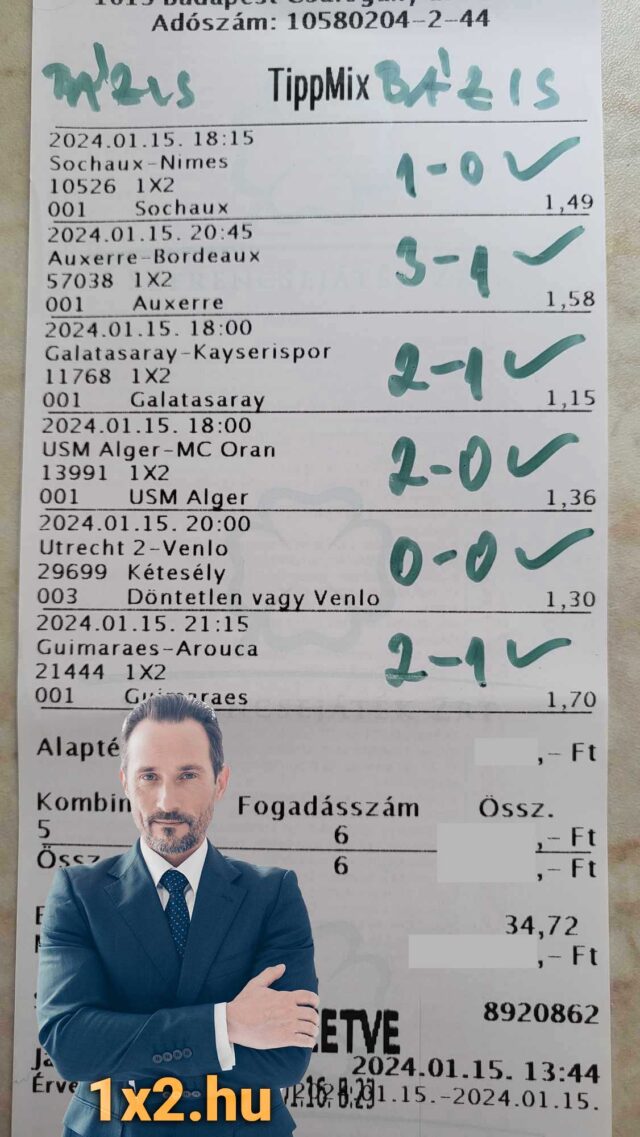 Adószám: 10580204-2-44
BÁZIS TippMix BÁZIS
2024.01.15. 18:15
Sochaux-Nimes
10526 1X2 1-0 ✓
001 Sochaux 1,49
2024.01.15. 20:45
Auxerre-Bordeaux
57038 1X2 3-1 ✓
001 Auxerre 1,58
2024.01.15. 18:00
Galatasaray-Kayserispor
11768 1X2 2-1 ✓
001 Galatasaray 1,15
2024.01.15. 18:00
USM Alger-MC Oran
13991 1X2 2-0 ✓
001 USM Alger 1,36
2024.01.15. 20:00
Utrecht 2-Venlo
29699 Kétesély 0-0 ✓
003 Döntetlen vagy Venlo 1,30
2024.01.15. 21:15
Guimaraes-Arouca
21444 1X2 2-1 ✓
001 Guimaraes 1,70
,- Ft
Fogadásszám Össz.
5 6 ,- Ft
6 ,- Ft
34,72
,- Ft
8920862
2024.01.15. 13:44
-2024.01.15.
1x2.hu